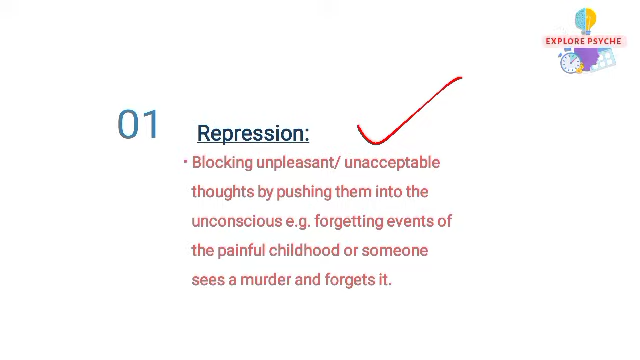 EXPLORE PSYCHE
01
Repression:
• Blocking unpleasant/ unacceptable
thoughts by pushing them into the
unconscious e.g. forgetting events of
the painful childhood or someone
sees a murder and forgets it.